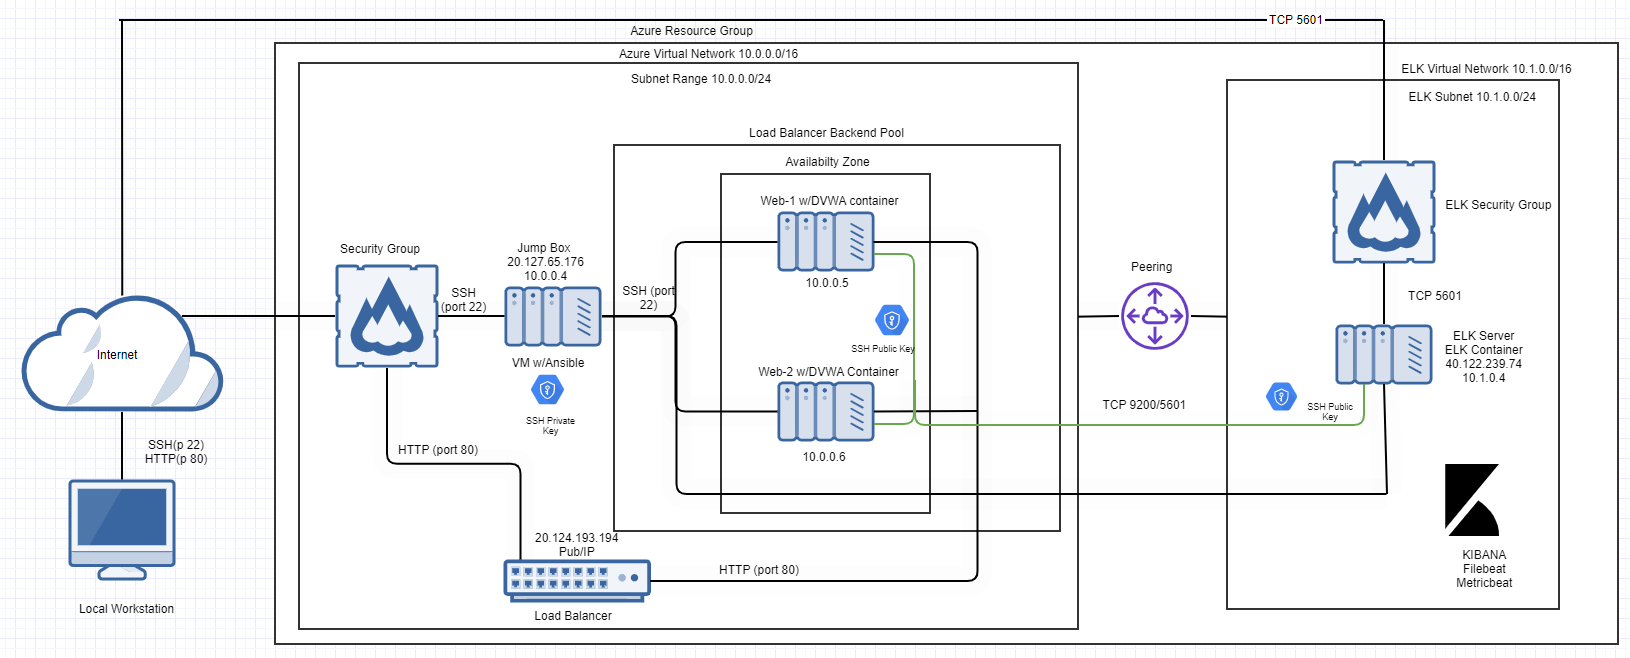 TCP 5601
Azure Resource Group
Azure Virtual Network 10.0.0.0/16
Subnet Range 10.0.0.0/24
ELK Virtual Network 10.1.0.0/16
ELK Subnet 10.1.0.0/24
Load Balancer Backend Pool
Availabilty Zone
Web-1 w/DVWA container
10.0.0.5
ELK Security Group
Security Group
Jump Box
20.127.65.176
10.0.0.4
SSH
(port 22)
SSH (port
22)
Peering
TCP 5601
Internet
SSH Public Key
VM w/Ansible
SSH Private
Key
Web-2 w/DVWA Container
10.0.0.6
ELK Server
ELK Container
40.122.239.74
10.1.0.4
TCP 9200/5601
SSH Public
Key
SSH(p 22)
HTTP(p 80)
HTTP (port 80)
20.124.193.194
Pub/IP
HTTP (port 80)
Load Balancer
Local Workstation
KIBANA
Filebeat
Metricbeat